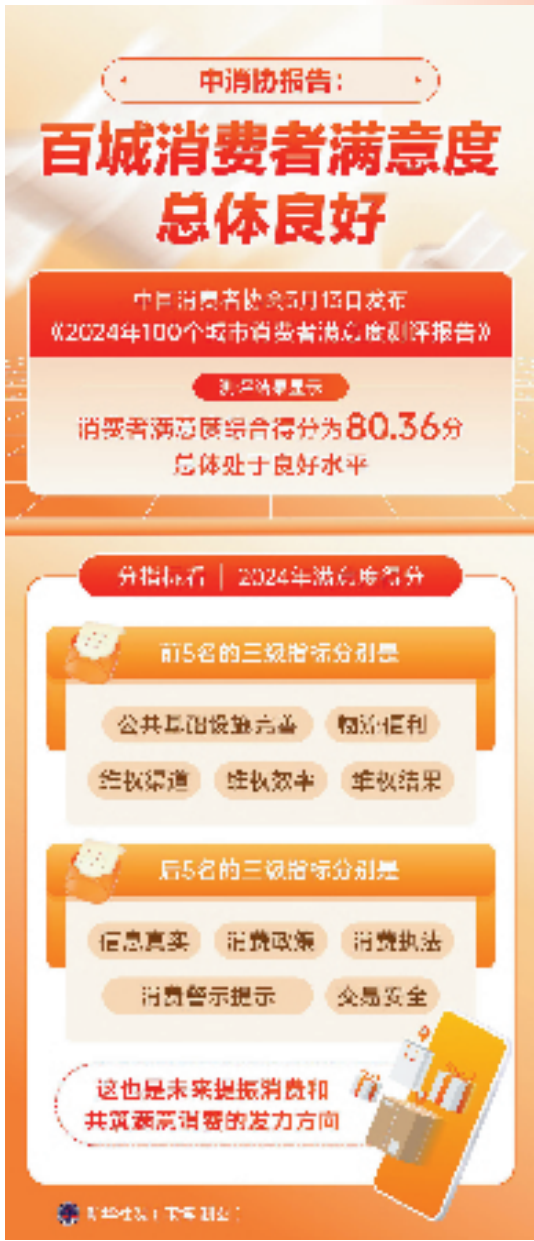 中消协报告：
百城消费者满意度
总体良好
中国消费者协会3月13日发布
《2024年100个城市消费者满意度测评报告》
测评结果显示
消费者满意度综合得分为80.36分
总体处于良好水平
分指标看｜2024年满意度得分
前5名的三级指标分别是
公共基础设施完善 物流便利
维权渠道 维权效率 维权结果
后5名的三级指标分别是
信息真实 消费政策 消费执法
消费警示提示 交易安全
这也是未来提振消费和
共筑满意消费的发力方向
新华社发